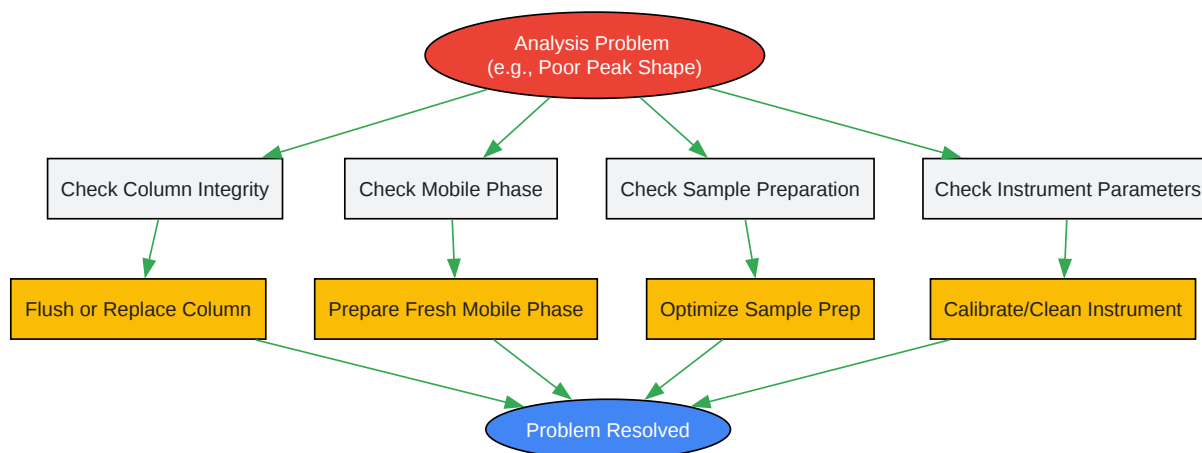 Analysis Problem
(e.g., Poor Peak Shape)
Check Column Integrity
Check Mobile Phase
Check Sample Preparation
Check Instrument Parameters
Flush or Replace Column
Prepare Fresh Mobile Phase
Optimize Sample Prep
Calibrate/Clean Instrument
Problem Resolved